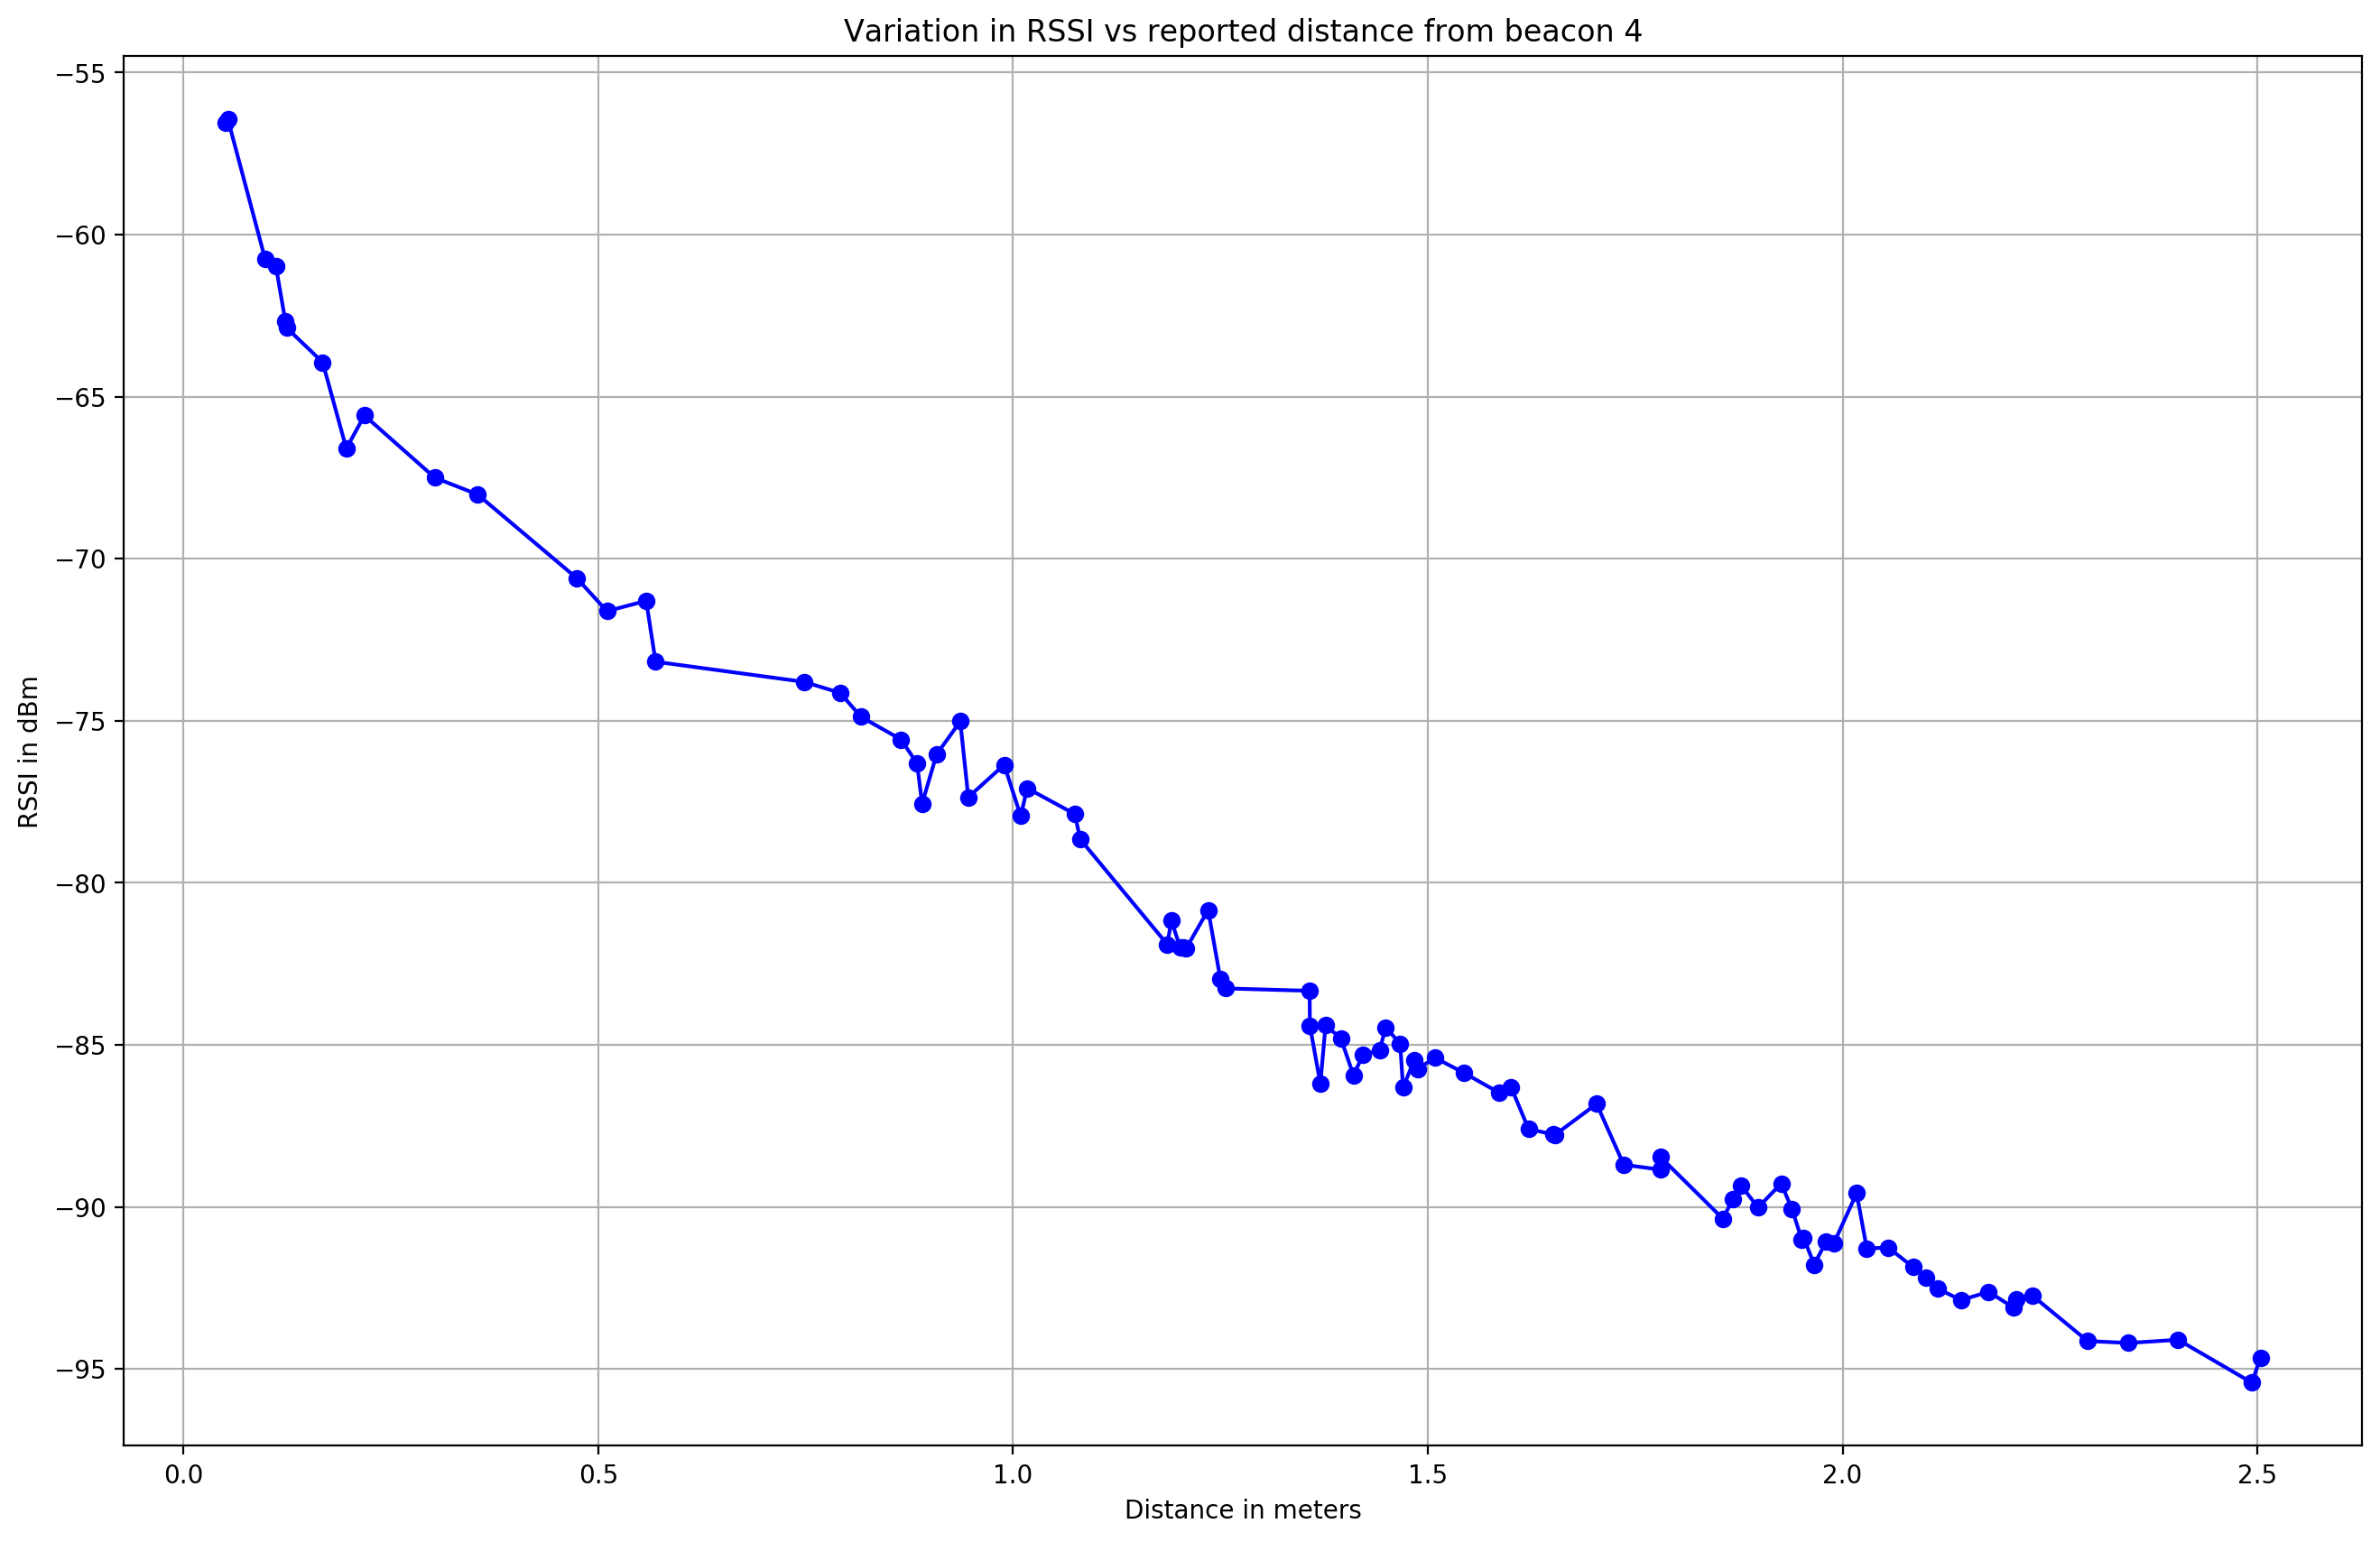 Variation in RSSI vs reported distance from beacon 4
−55
−60
−65
−70
−75
−80
−85
−90
−95
RSSI in dBm
0.0 0.5 1.0 1.5 2.0 2.5
Distance in meters